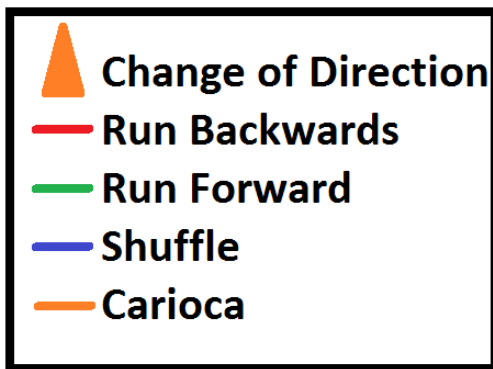 Change of Direction
Run Backwards
Run Forward
Shuffle
Carioca